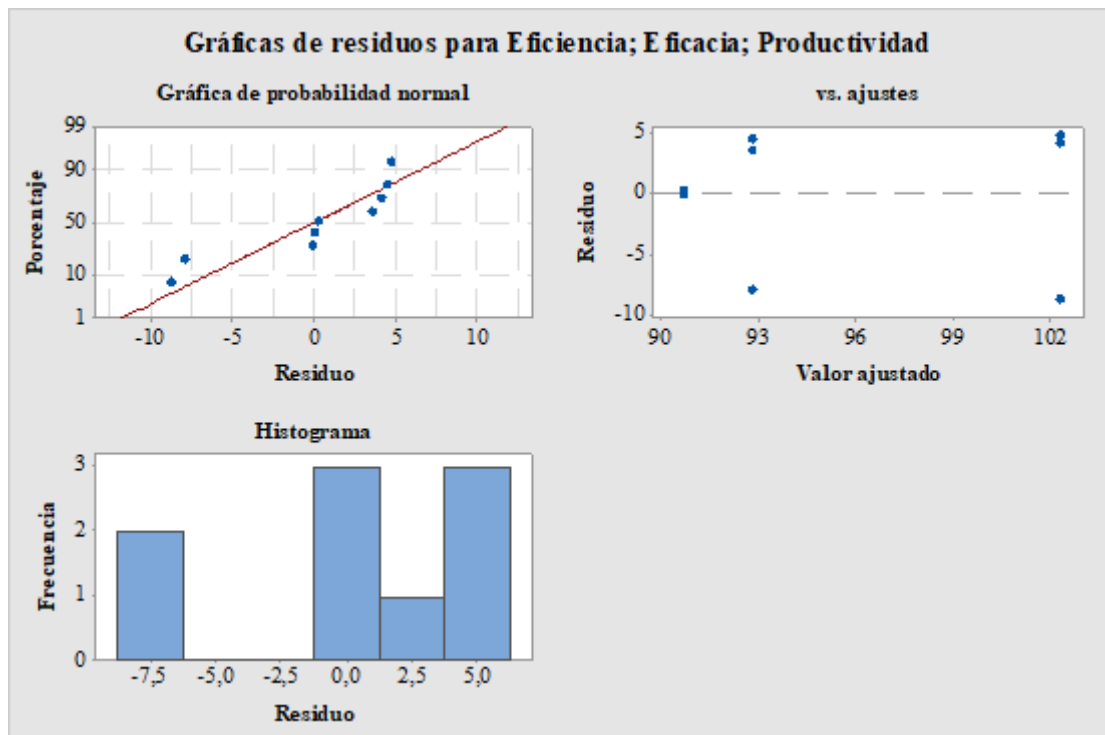 Gráficas de residuos para Eficiencia; Eficacia; Productividad
Gráfica de probabilidad normal
99
90
50
10
1
Porcentaje
-10 -5 0 5 10
Residuo
vs. ajustes
5
0
-5
-10
Residuo
90 93 96 99 102
Valor ajustado
Histograma
3
2
1
0
Frecuencia
-7,5 -5,0 -2,5 0,0 2,5 5,0
Residuo